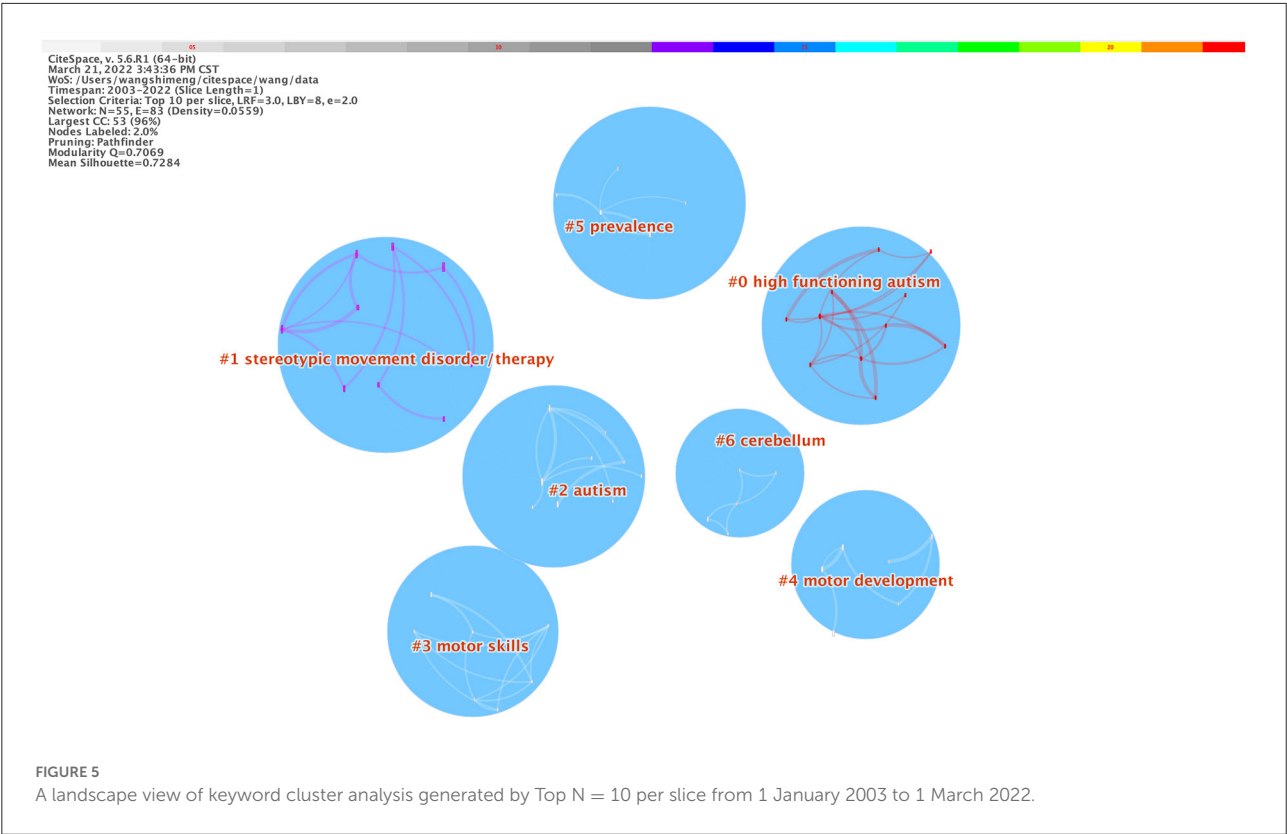 05 10 15 20
CiteSpace, v. 5.6.R1 (64-bit)
March 21, 2022 3:43:36 PM CST
WoS: /Users/wangshimeng/citespace/wang/data
Timespan: 2003-2022 (Slice Length=1)
Selection Criteria: Top 10 per slice, LRF=3.0, LBY=8, e=2.0
Network: N=55, E=83 (Density=0.0559)
Largest CC: 53 (96%)
Nodes Labeled: 2.0%
Pruning: Pathfinder
Modularity Q=0.7069
Mean Silhouette=0.7284
#5 prevalence
#0 high functioning autism
#1 stereotypic movement disorder/therapy
#6 cerebellum
#2 autism
#4 motor development
#3 motor skills
FIGURE 5
A landscape view of keyword cluster analysis generated by Top N = 10 per slice from 1 January 2003 to 1 March 2022.